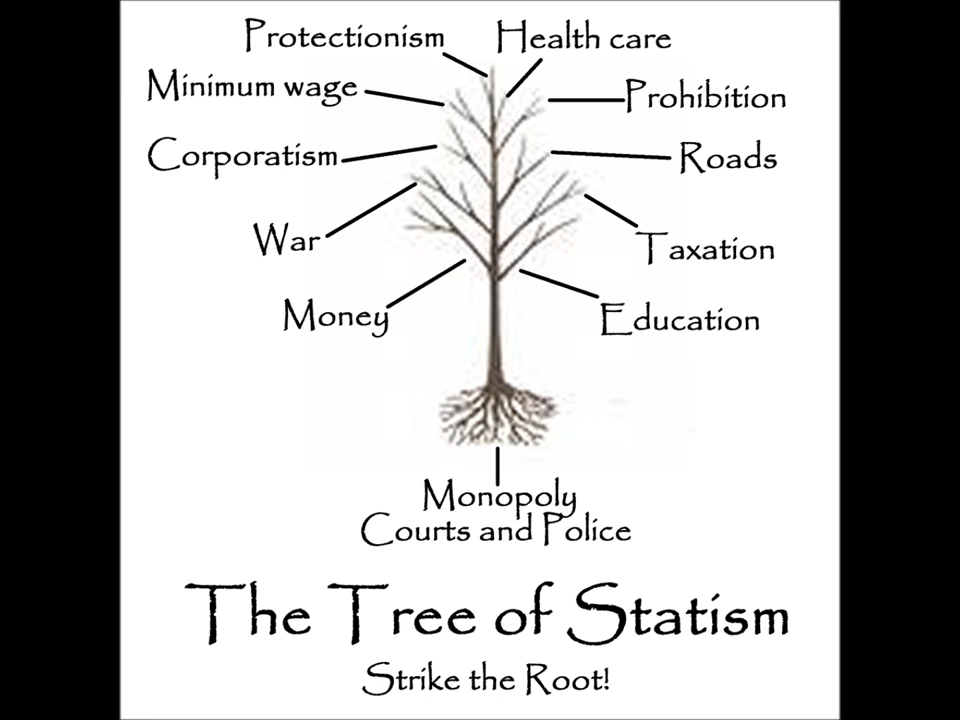 Protectionism
Health care
Minimum wage
Prohibition
Corporatism
Roads
War
Taxation
Money
Education
Monopoly
Courts and Police
The Tree of Statism
Strike the Root!